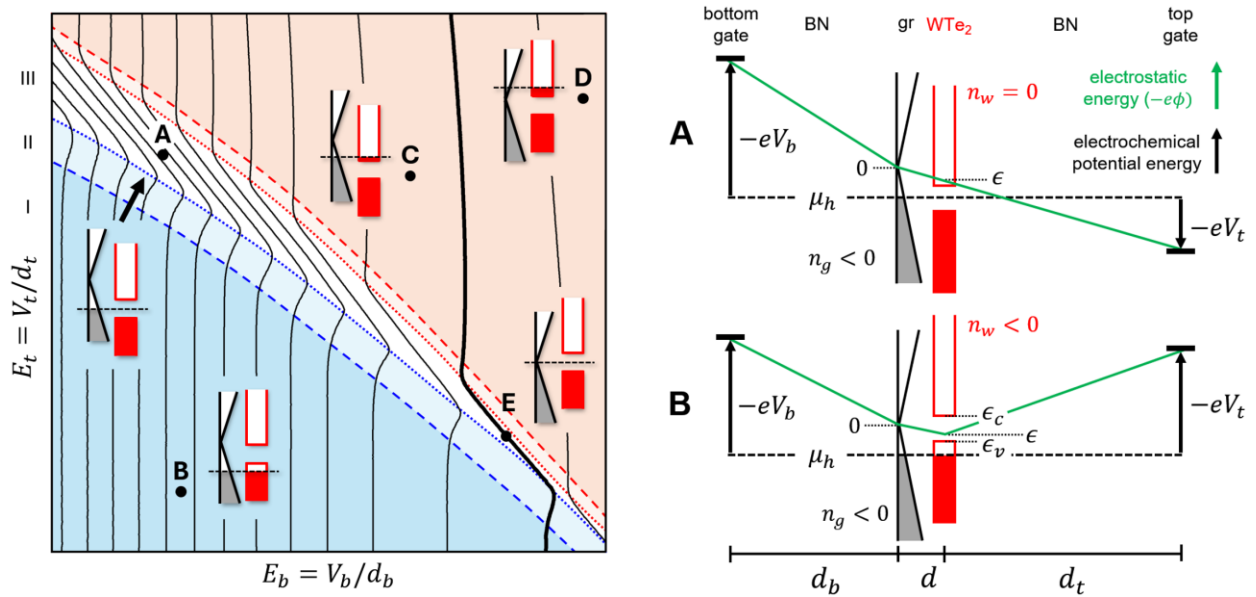 bottom gate
BN
gr
WTe₂
BN
top gate
III
II
I
E_t = V_t/d_t
E_b = V_b/d_b
A
B
C
D
E
electrostatic
energy (−eϕ)
electrochemical
potential energy
A
−eV_b
0
n_w = 0
ϵ
μ_h
n_g < 0
−eV_t
B
−eV_b
0
n_w < 0
ϵ_c
ϵ
ϵ_v
μ_h
n_g < 0
−eV_t
d_b
d
d_t